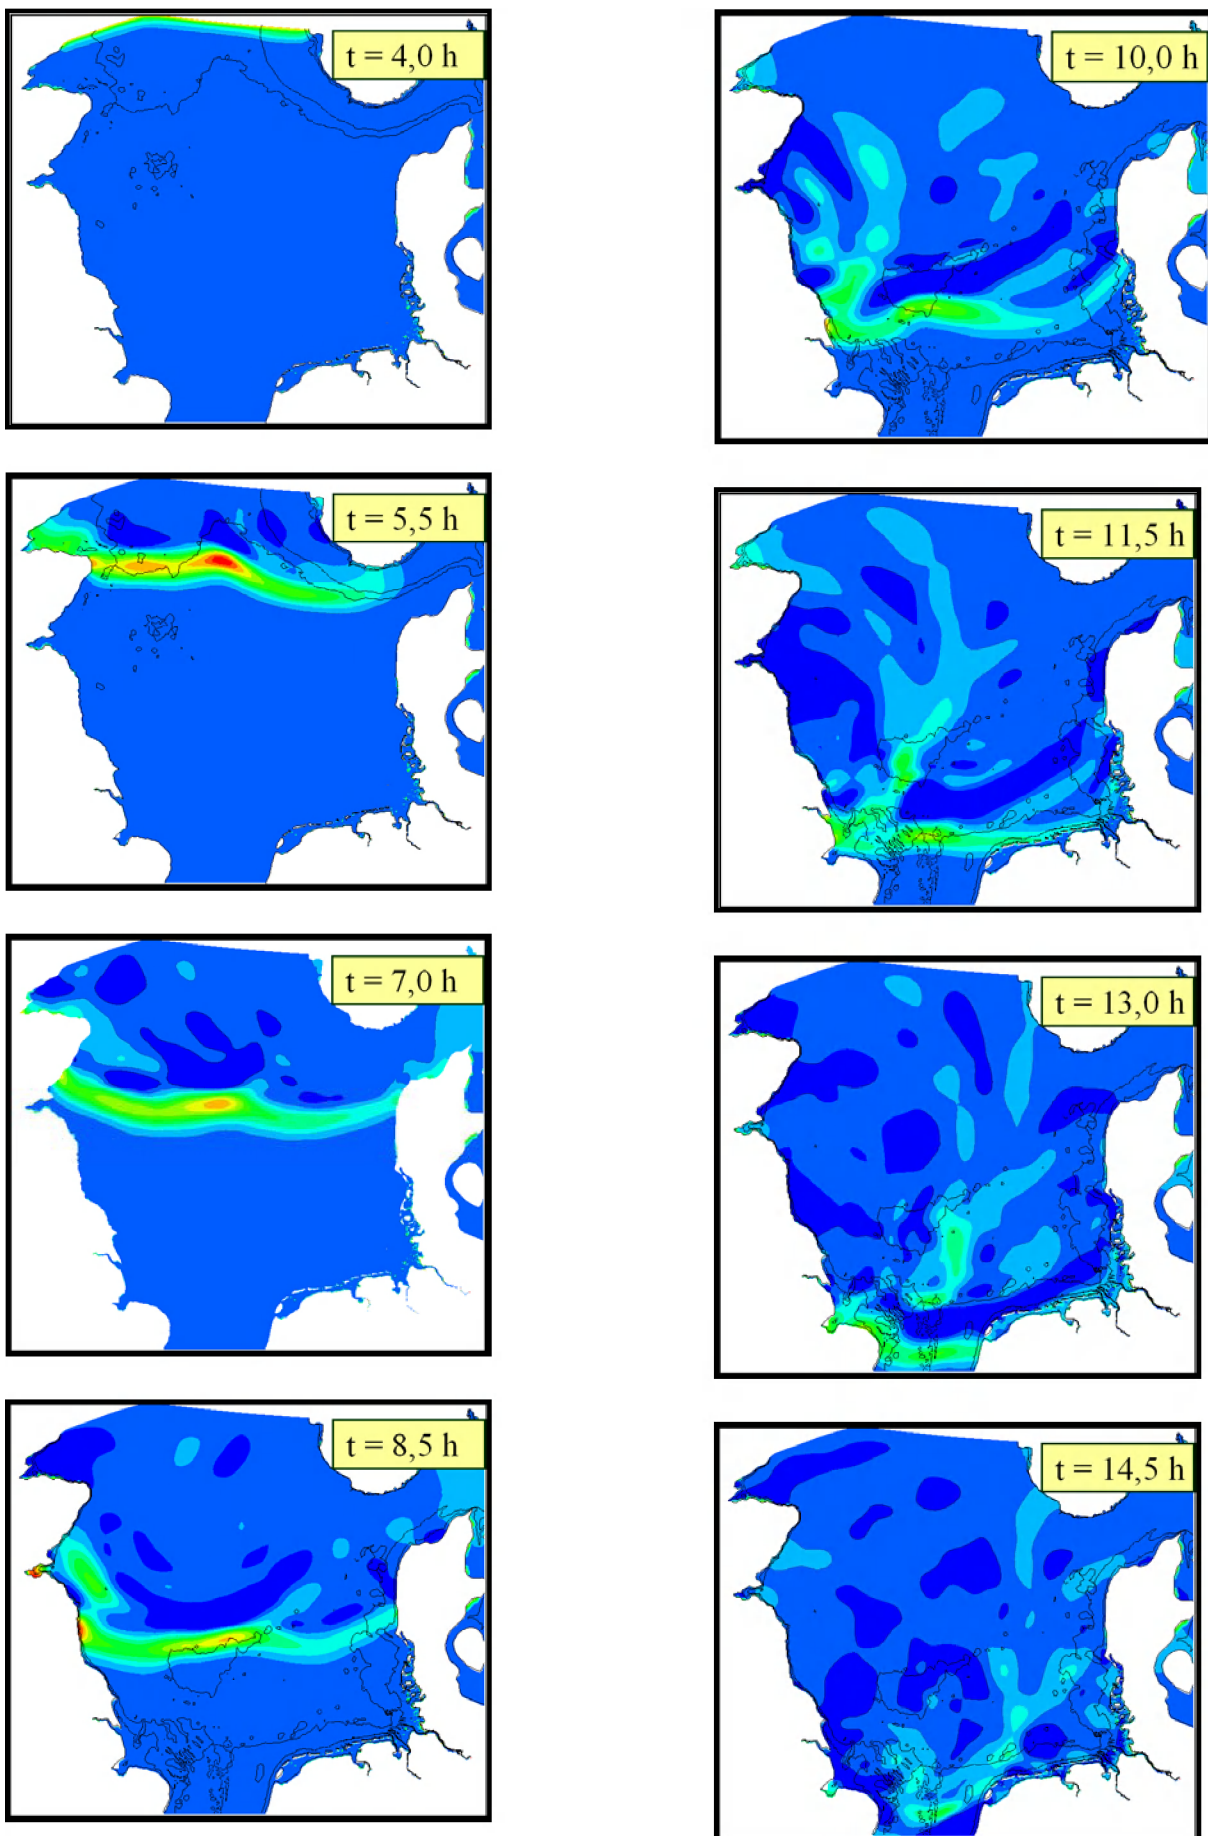 t = 4,0 h
t = 5,5 h
t = 7,0 h
t = 8,5 h
t = 10,0 h
t = 11,5 h
t = 13,0 h
t = 14,5 h